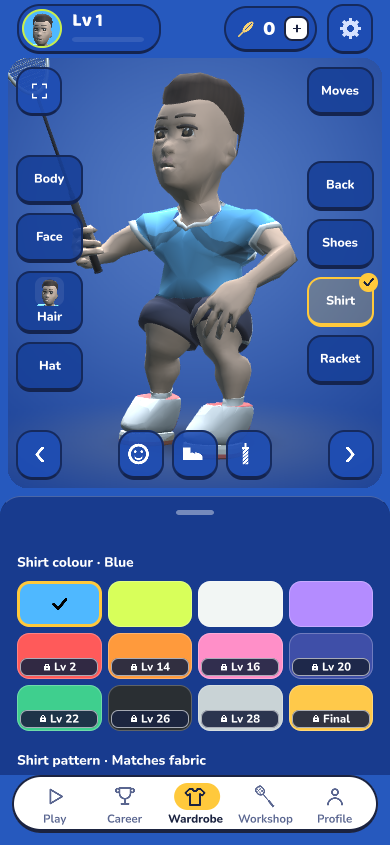 Lv 1
0
Moves
Body
Back
Face
Shoes
Hair
Shirt
Hat
Racket
Shirt colour · Blue
Lv 2
Lv 14
Lv 16
Lv 20
Lv 22
Lv 26
Lv 28
Final
Shirt pattern · Matches fabric
Play
Career
Wardrobe
Workshop
Profile